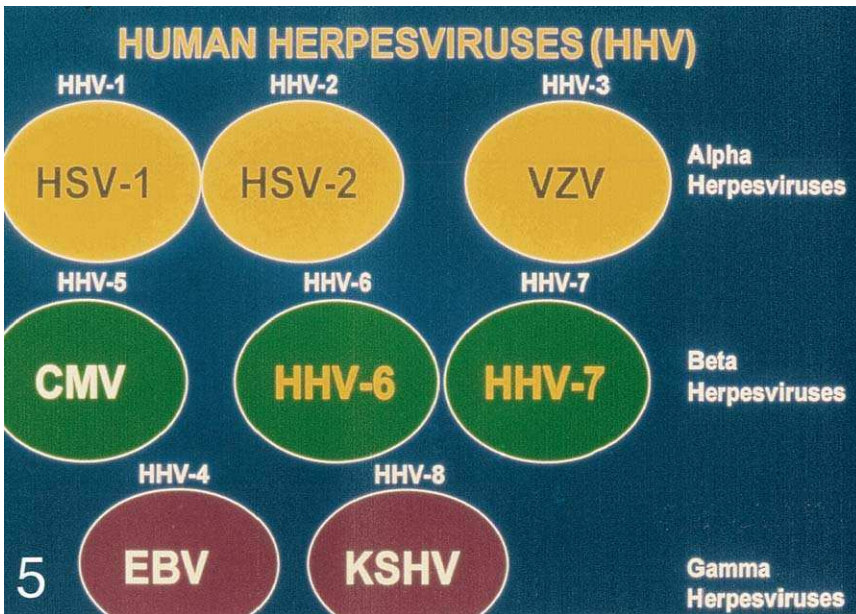 HUMAN HERPESVIRUSES (HHV)
HHV-1 HHV-2 HHV-3
HSV-1 HSV-2 VZV
Alpha
Herpesviruses
HHV-5 HHV-6 HHV-7
CMV HHV-6 HHV-7
Beta
Herpesviruses
HHV-4 HHV-8
EBV KSHV
5
Gamma
Herpesviruses